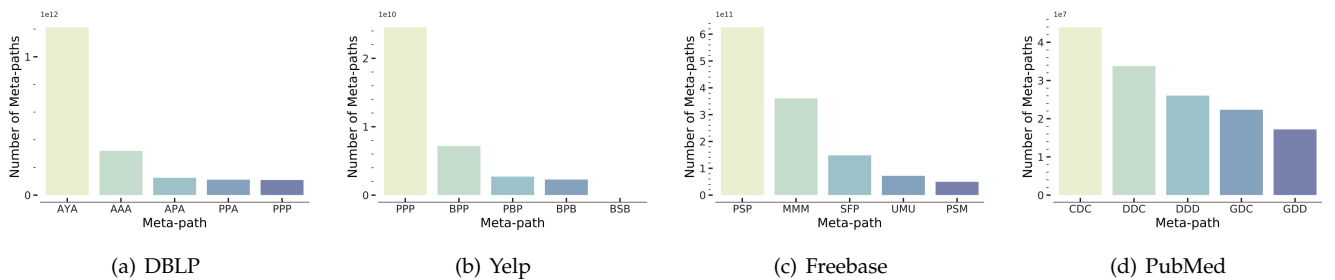 1e12
Number of Meta-paths
1
0
AYA AAA APA PPA PPP
Meta-path
(a) DBLP
1e10
Number of Meta-paths
2
1
0
PPP BPP PBP BPB BSB
Meta-path
(b) Yelp
1e11
Number of Meta-paths
6
5
4
3
2
1
0
PSP MMM SFP UMU PSM
Meta-path
(c) Freebase
1e7
Number of Meta-paths
4
3
2
1
0
CDC DDC DDD GDC GDD
Meta-path
(d) PubMed